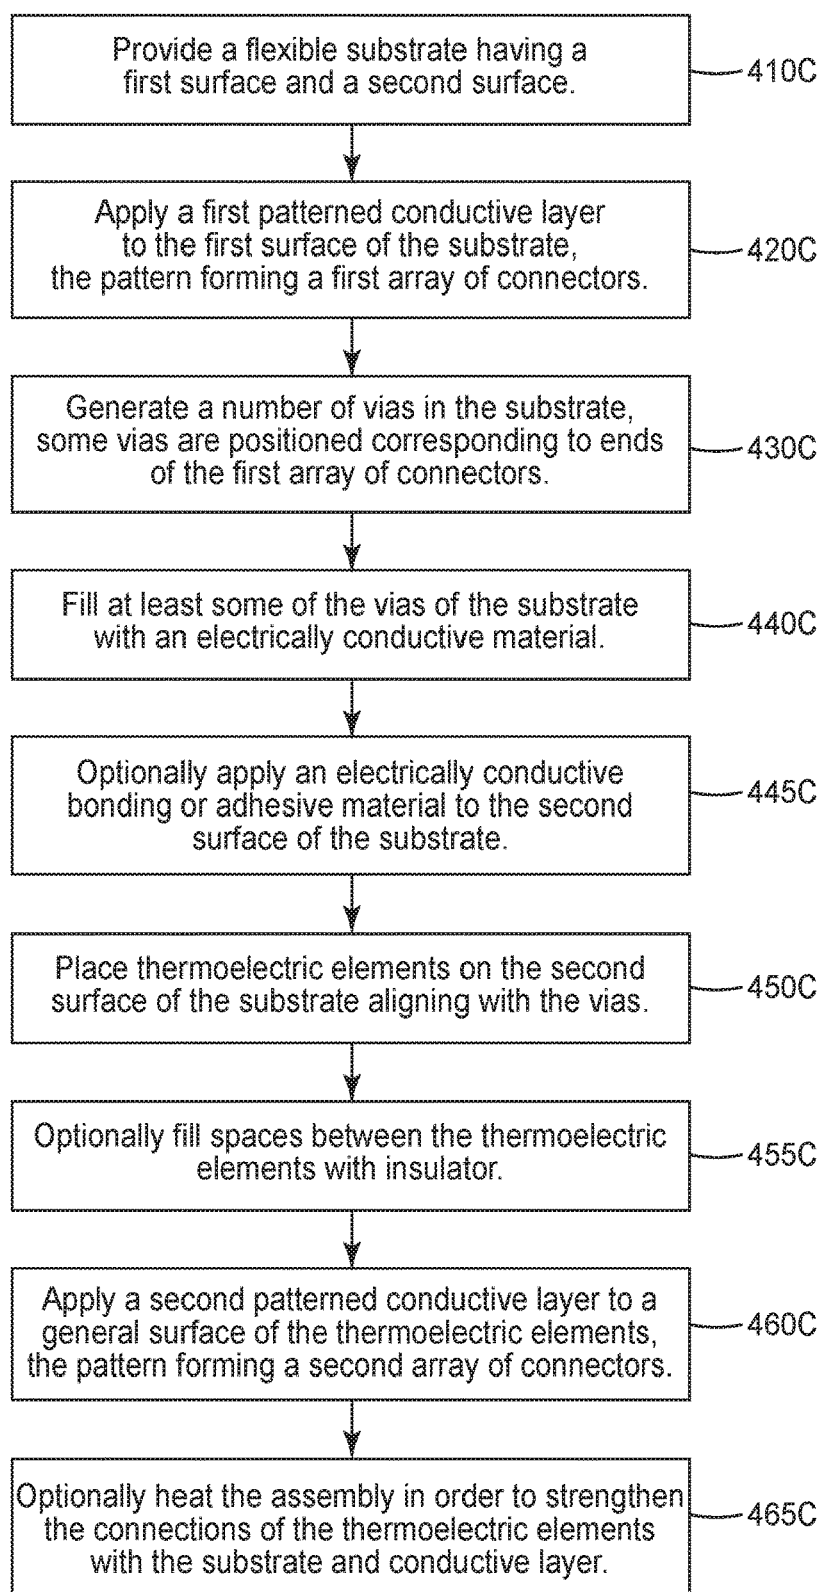 Provide a flexible substrate having a
first surface and a second surface.
410C
Apply a first patterned conductive layer
to the first surface of the substrate,
the pattern forming a first array of connectors.
420C
Generate a number of vias in the substrate,
some vias are positioned corresponding to ends
of the first array of connectors.
430C
Fill at least some of the vias of the substrate
with an electrically conductive material.
440C
Optionally apply an electrically conductive
bonding or adhesive material to the second
surface of the substrate.
445C
Place thermoelectric elements on the second
surface of the substrate aligning with the vias.
450C
Optionally fill spaces between the thermoelectric
elements with insulator.
455C
Apply a second patterned conductive layer to a
general surface of the thermoelectric elements,
the pattern forming a second array of connectors.
460C
Optionally heat the assembly in order to strengthen
the connections of the thermoelectric elements
with the substrate and conductive layer.
465C